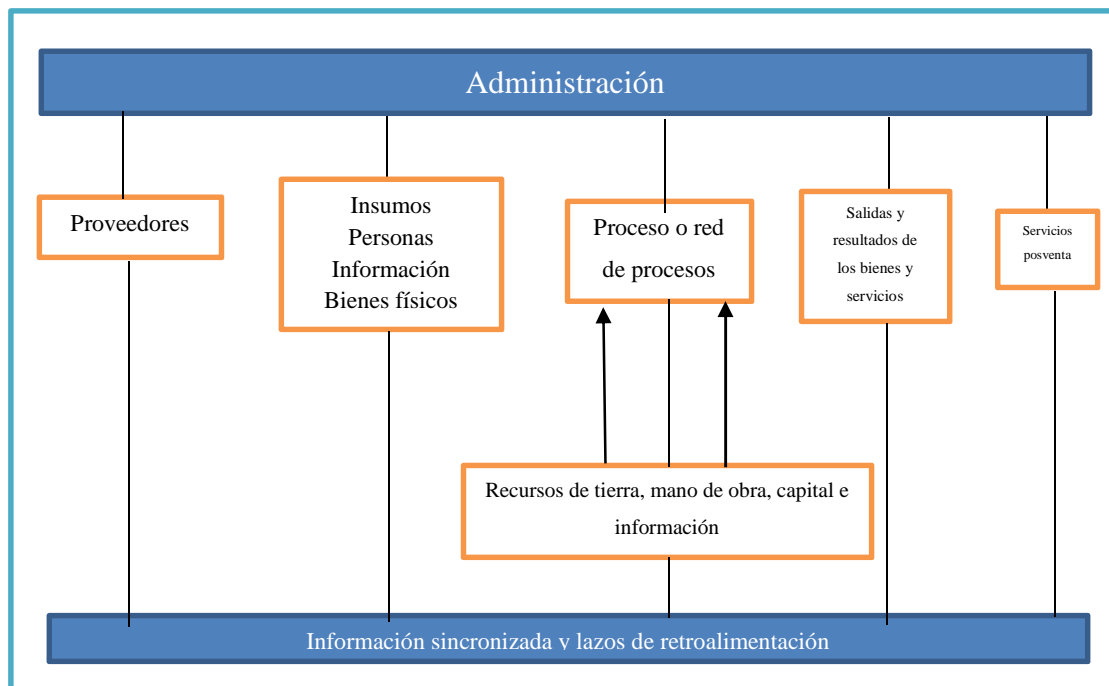 Administración
Proveedores
Insumos
Personas
Información
Bienes físicos
Proceso o red
de procesos
Salidas y
resultados de
los bienes y
servicios
Servicios
posventa
Recursos de tierra, mano de obra, capital e
información
Información sincronizada y lazos de retroalimentación